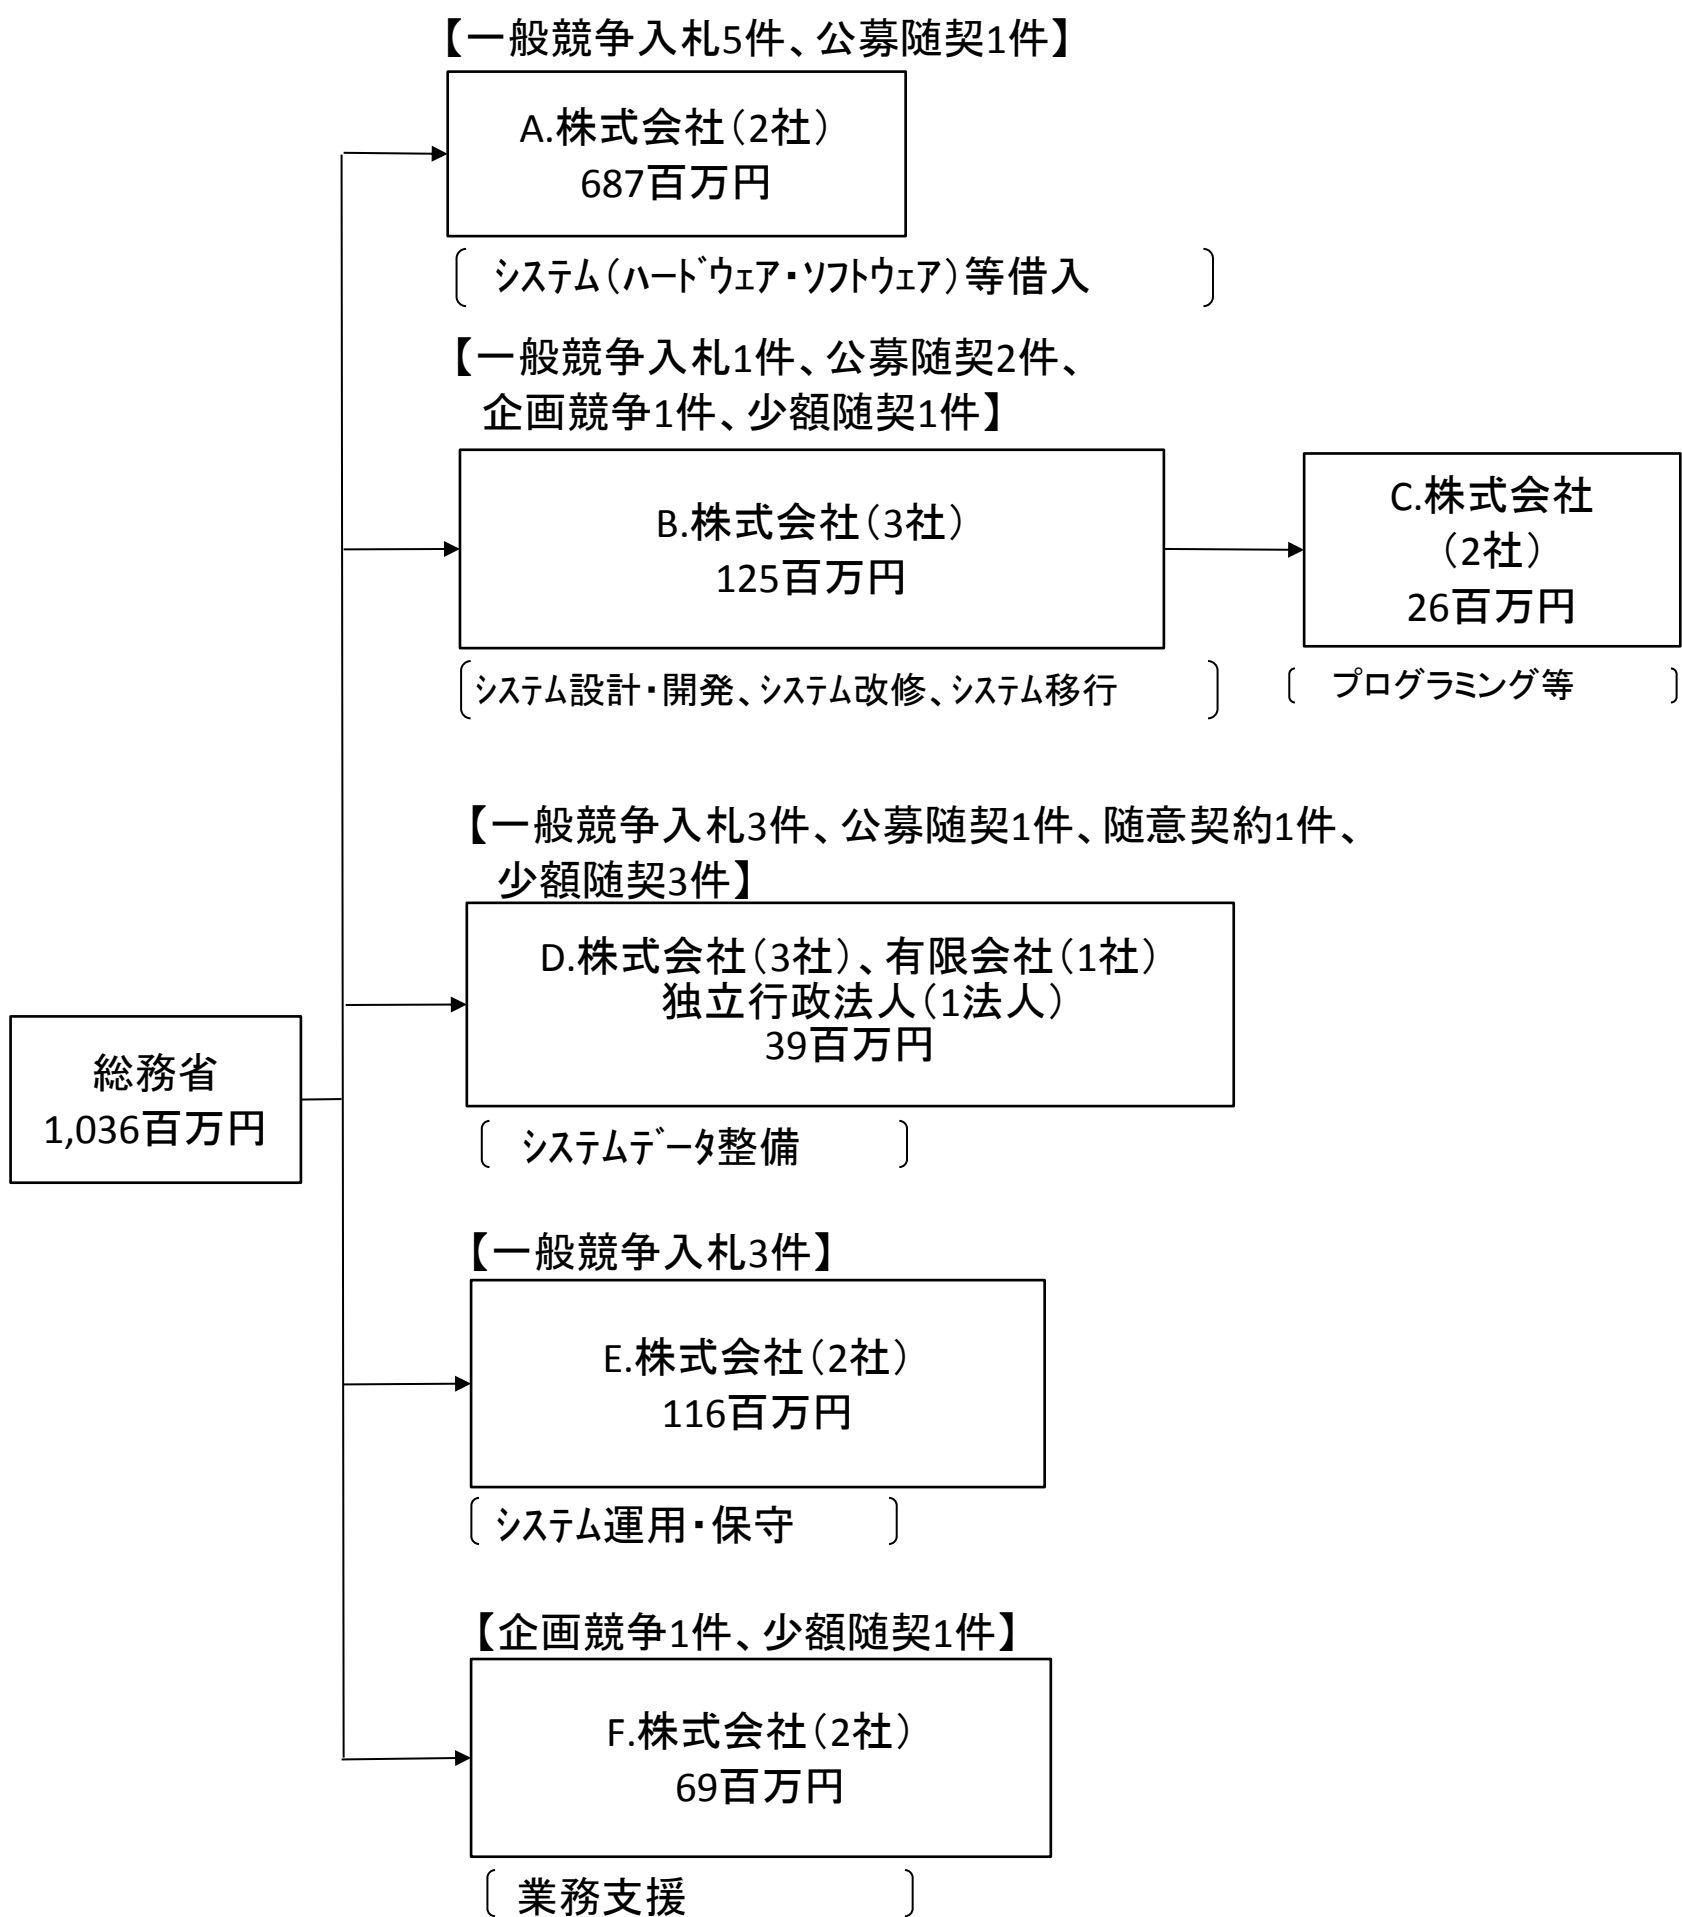 【一般競争入札5件、公募随契1件】
A.株式会社（2社）
687百万円
ｼｽﾃﾑ（ﾊｰﾄﾞｳｪｱ・ｿﾌﾄｳｪｱ）等借入
【一般競争入札1件、公募随契2件、
企画競争1件、少額随契1件】
B.株式会社（3社）
125百万円
C.株式会社
（2社）
26百万円
ｼｽﾃﾑ設計・開発、ｼｽﾃﾑ改修、ｼｽﾃﾑ移行
プログラミング等
【一般競争入札3件、公募随契1件、随意契約1件、
少額随契3件】
D.株式会社（3社）、有限会社（1社）
独立行政法人（1法人）
39百万円
総務省
1,036百万円
ｼｽﾃﾑﾃﾞｰﾀ整備
【一般競争入札3件】
E.株式会社（2社）
116百万円
ｼｽﾃﾑ運用・保守
【企画競争1件、少額随契1件】
F.株式会社（2社）
69百万円
業務支援